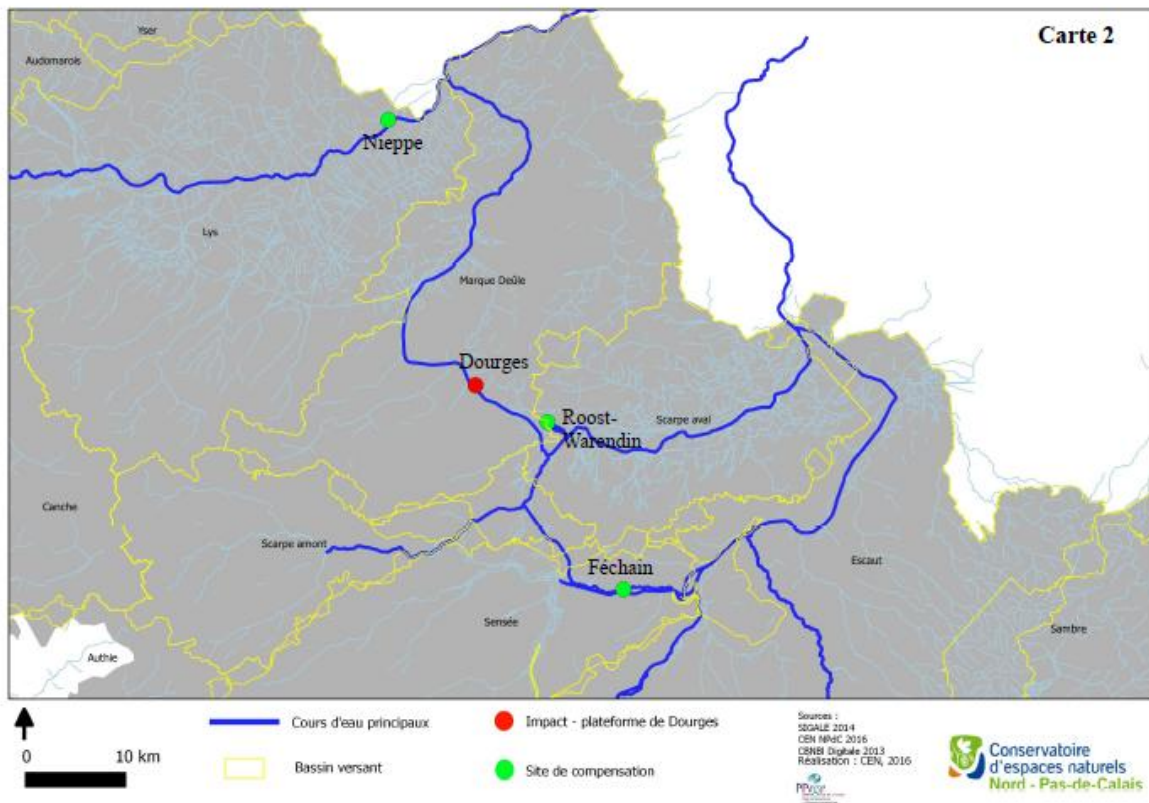 Carte 2
Yser
Audomarois
Nieppe
Lys
Marque Deûle
Dourges
Roost-
Warendin
Scarpe aval
Canche
Scarpe amont
Féchain
Escaut
Sensée
Sambre
Authie
0 10 km
Cours d'eau principaux
Bassin versant
Impact - plateforme de Dourges
Site de compensation
Sources :
SIGALE 2014
CEN NPdC 2016
CBNBl Digitale 2013
Réalisation : CEN, 2016
Conservatoire
d'espaces naturels
Nord - Pas-de-Calais